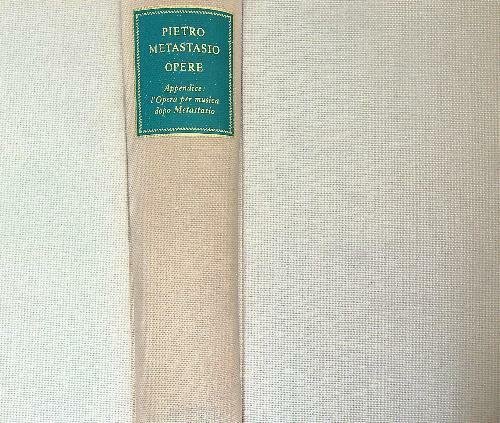 PIETRO
METASTASIO
OPERE
Appendice:
l'Opera per musica
dopo Metastasio